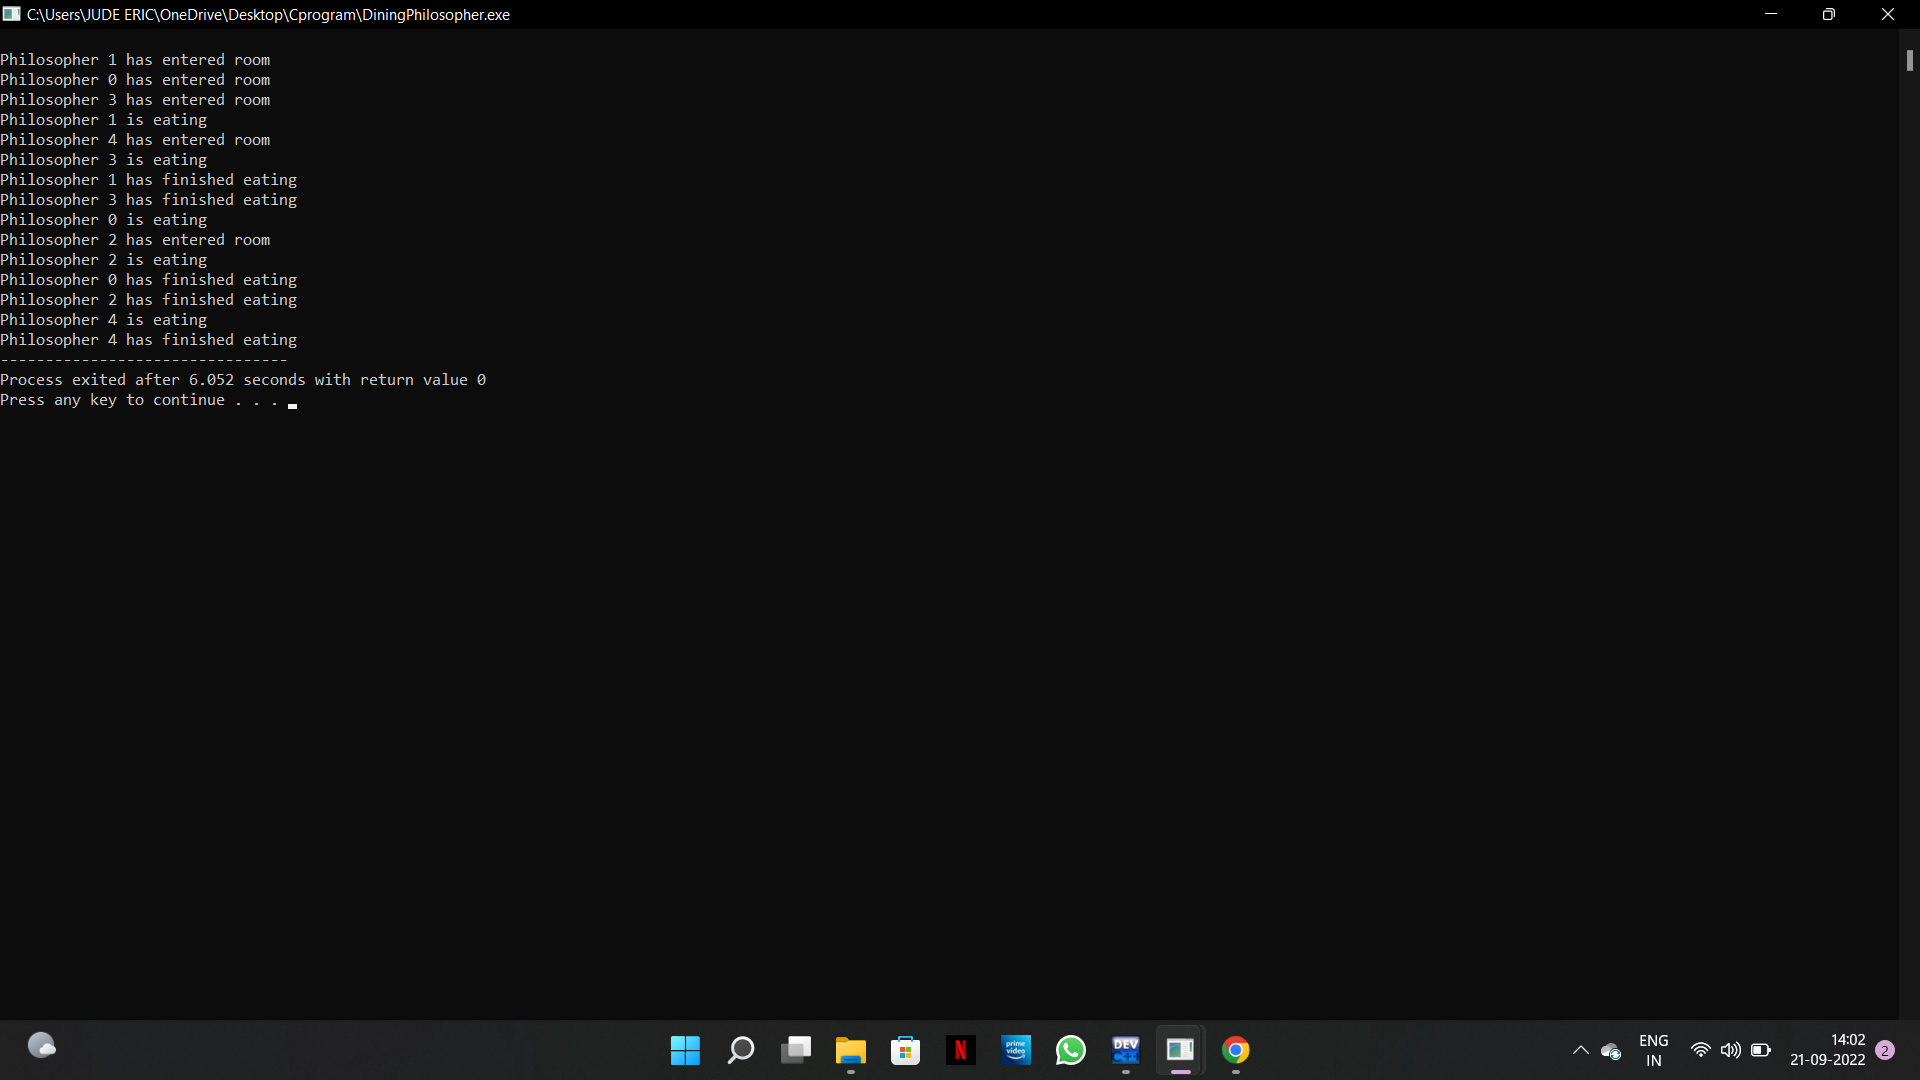 C:\Users\JUDE ERIC\OneDrive\Desktop\Cprogram\DiningPhilosopher.exe
Philosopher 1 has entered room
Philosopher 0 has entered room
Philosopher 3 has entered room
Philosopher 1 is eating
Philosopher 4 has entered room
Philosopher 3 is eating
Philosopher 1 has finished eating
Philosopher 3 has finished eating
Philosopher 0 is eating
Philosopher 2 has entered room
Philosopher 2 is eating
Philosopher 0 has finished eating
Philosopher 2 has finished eating
Philosopher 4 is eating
Philosopher 4 has finished eating
--------------------------------
Process exited after 6.052 seconds with return value 0
Press any key to continue . . .
N
prime video
DEV C++
ENG
IN
14:02
21-09-2022
2